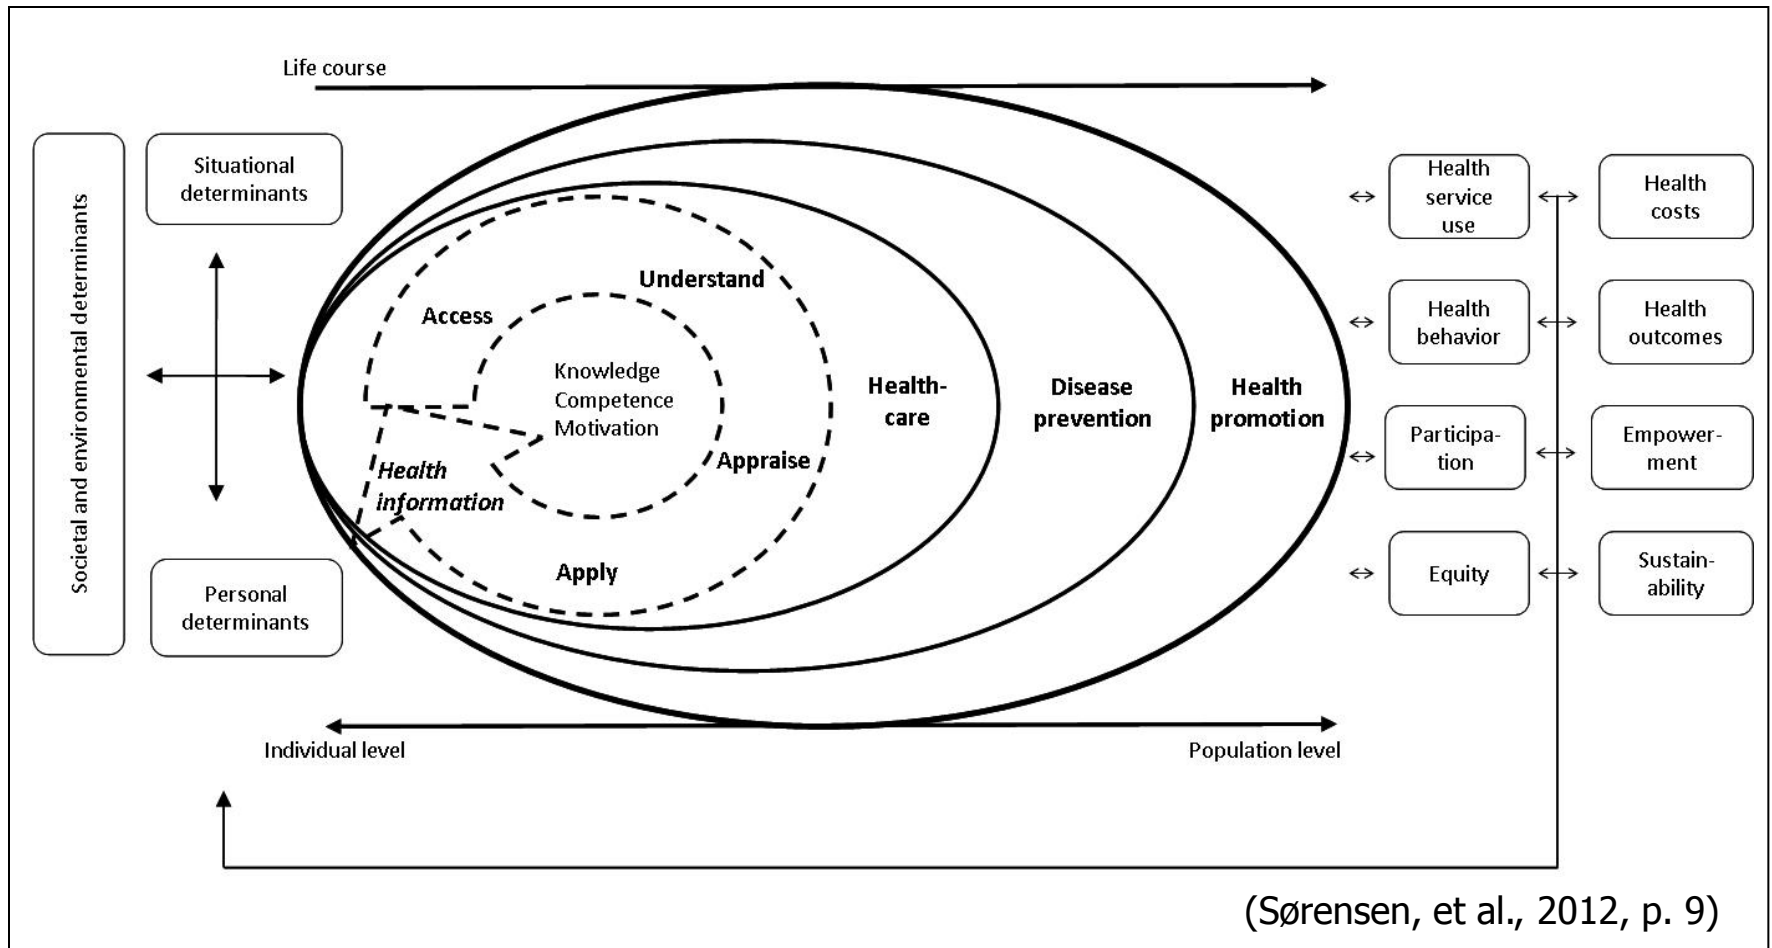 Life course
Societal and environmental determinants
Situational
determinants
Personal
determinants
Access
Understand
Knowledge
Competence
Motivation
Appraise
Health
information
Apply
Health-
care
Disease
prevention
Health
promotion
Health
service
use
Health
costs
Health
behavior
Health
outcomes
Participa-
tion
Empower-
ment
Equity
Sustain-
ability
Individual level
Population level
(Sørensen, et al., 2012, p. 9)